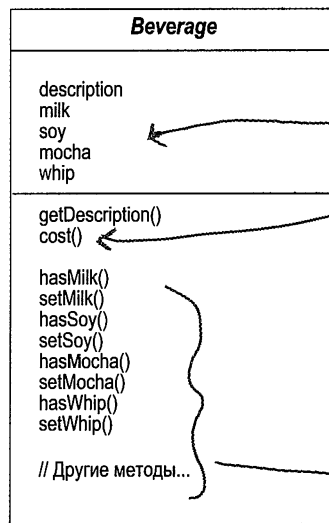 Beverage
description
milk
soy
mocha
whip
getDescription()
cost()
hasMilk()
setMilk()
hasSoy()
setSoy()
hasMocha()
setMocha()
hasWhip()
setWhip()
// Другие методы...